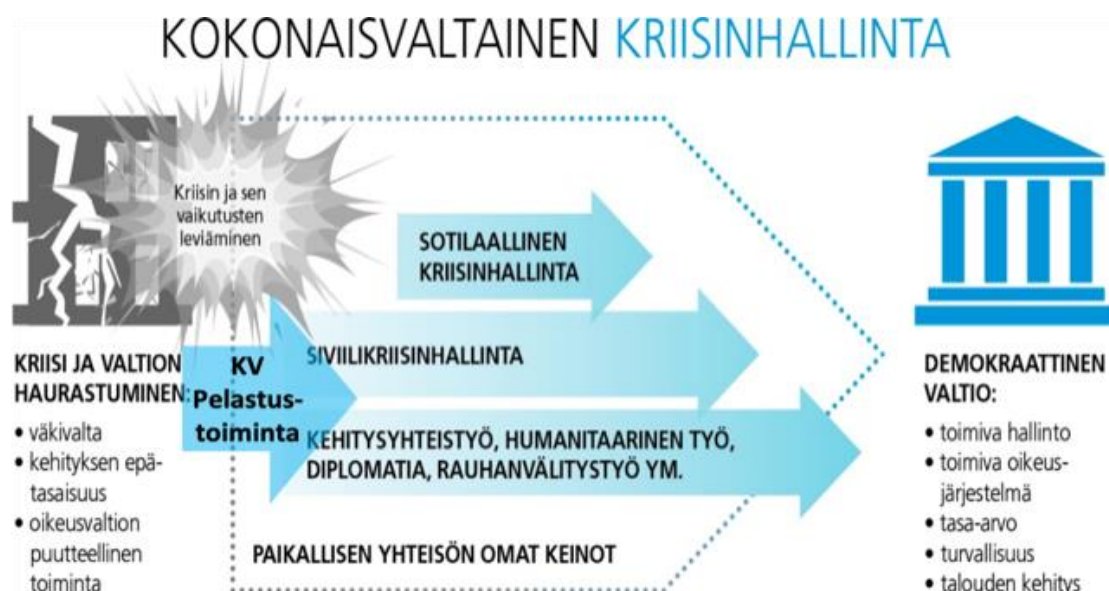 KOKONAISVALTAINEN KRIISINHALLINTA
Kriisin ja sen
vaikutusten
leviäminen
SOTILAALLINEN
KRIISINHALLINTA
SIVIILIKRIISINHALLINTA
KV
Pelastus-
toiminta
KEHITYSYHTEISTYÖ, HUMANITAARINEN TYÖ,
DIPLOMATIA, RAUHANVÄLITYSTYÖ YM.
PAIKALLISEN YHTEISÖN OMAT KEINOT
KRIISI JA VALTION
HAURASTUMINEN:
• väkivalta
• kehityksen epä-
tasaisuus
• oikeusvaltion
puutteellinen
toiminta
DEMOKRAATTINEN
VALTIO:
• toimiva hallinto
• toimiva oikeus-
järjestelmä
• tasa-arvo
• turvallisuus
• talouden kehitys